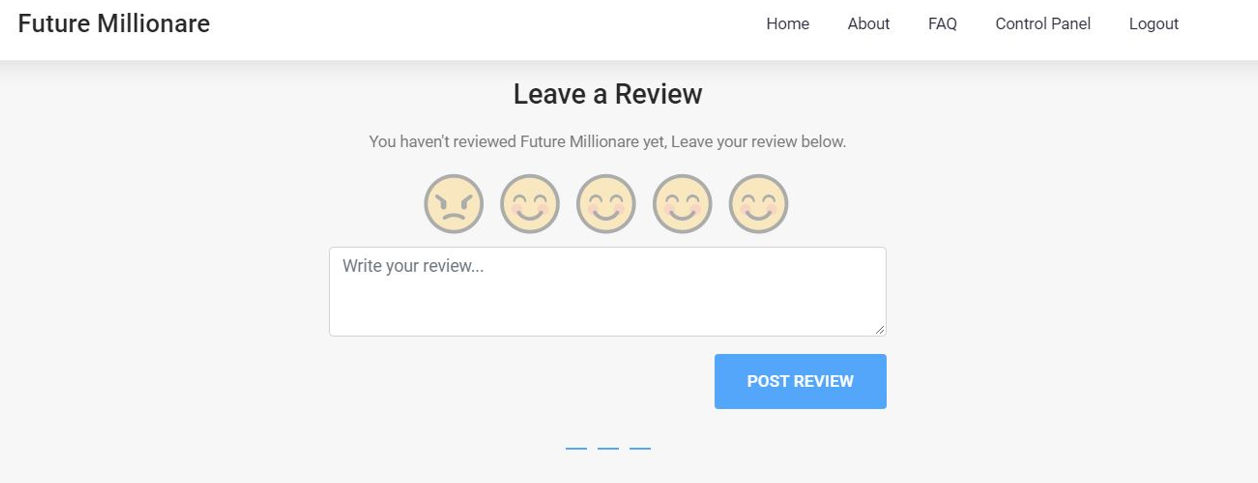 Future Millionare
Home About FAQ Control Panel Logout
Leave a Review
You haven't reviewed Future Millionare yet, Leave your review below.
Write your review...
POST REVIEW